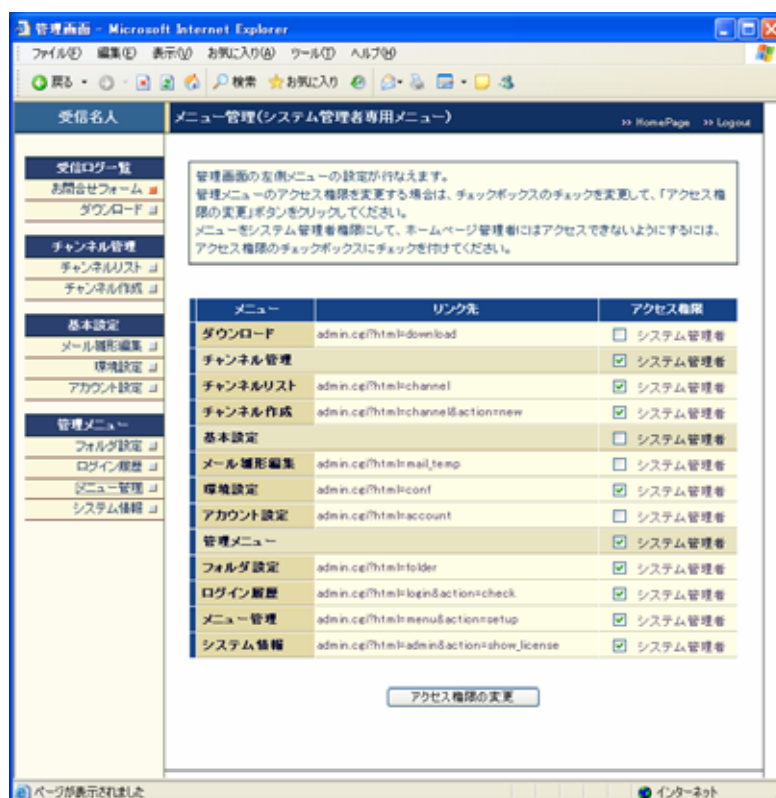 管理画面 - Microsoft Internet Explorer
ファイル(F) 編集(E) 表示(V) お気に入り(A) ツール(T) ヘルプ(H)
戻る 検索 お気に入り
受信名人
メニュー管理(システム管理者専用メニュー)
>> HomePage >> Logout
受信ログ一覧
お問合せフォーム
ダウンロード
チャンネル管理
チャンネルリスト
チャンネル作成
基本設定
メール雛形編集
環境設定
アカウント設定
管理メニュー
フォルダ設定
ログイン履歴
メニュー管理
システム情報
管理画面の左側メニューの設定が行なえます。
管理メニューのアクセス権限を変更する場合は、チェックボックスのチェックを変更して、「アクセス権
限の変更」ボタンをクリックしてください。
メニューをシステム管理者権限にして、ホームページ管理者にはアクセスできないようにするには、
アクセス権限のチェックボックスにチェックを付けてください。
メニュー リンク先 アクセス権限
ダウンロード admin.cgi?html=download システム管理者
チャンネル管理 システム管理者
チャンネルリスト admin.cgi?html=channel システム管理者
チャンネル作成 admin.cgi?html=channel&action=new システム管理者
基本設定 システム管理者
メール雛形編集 admin.cgi?html=mail_temp システム管理者
環境設定 admin.cgi?html=conf システム管理者
アカウント設定 admin.cgi?html=account システム管理者
管理メニュー システム管理者
フォルダ設定 admin.cgi?html=folder システム管理者
ログイン履歴 admin.cgi?html=login&action=check システム管理者
メニュー管理 admin.cgi?html=menu&action=setup システム管理者
システム情報 admin.cgi?html=admin&action=show_license システム管理者
アクセス権限の変更
ページが表示されました インターネット